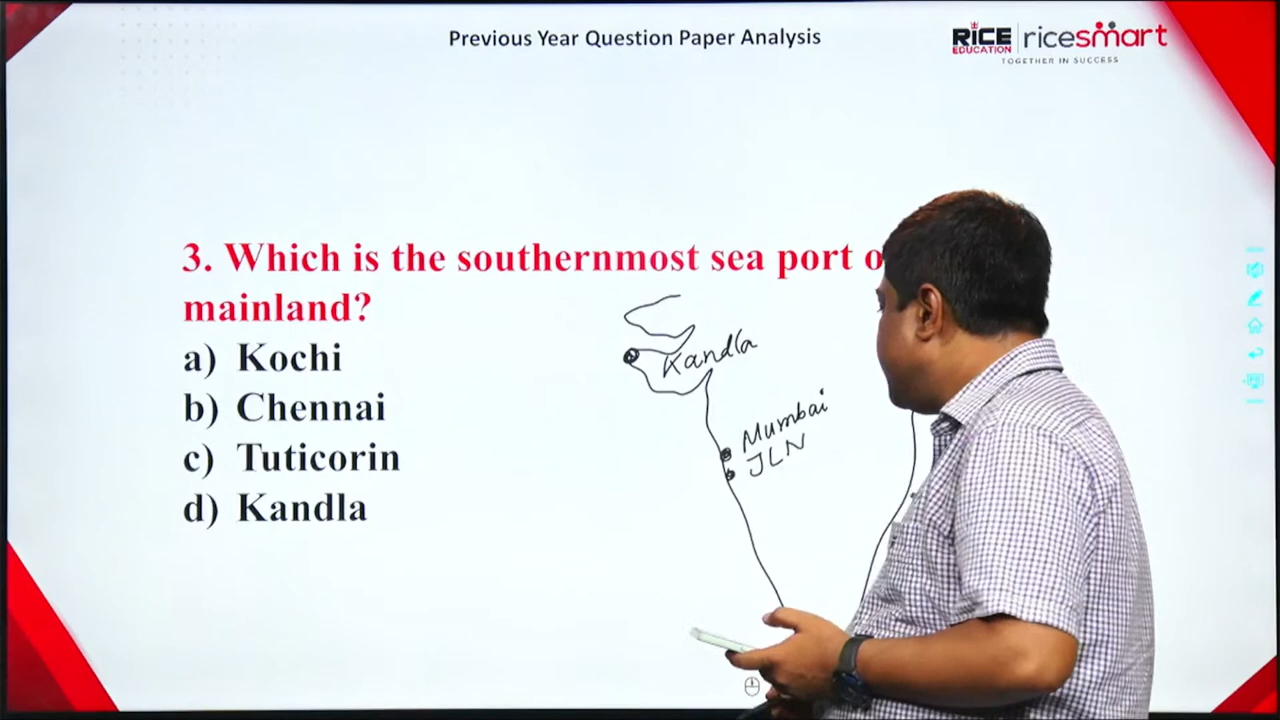 Previous Year Question Paper Analysis
RICE EDUCATION
ricesmart
TOGETHER IN SUCCESS
3. Which is the southernmost sea port
mainland?
a) Kochi
b) Chennai
c) Tuticorin
d) Kandla
Kandla
Mumbai
JLN